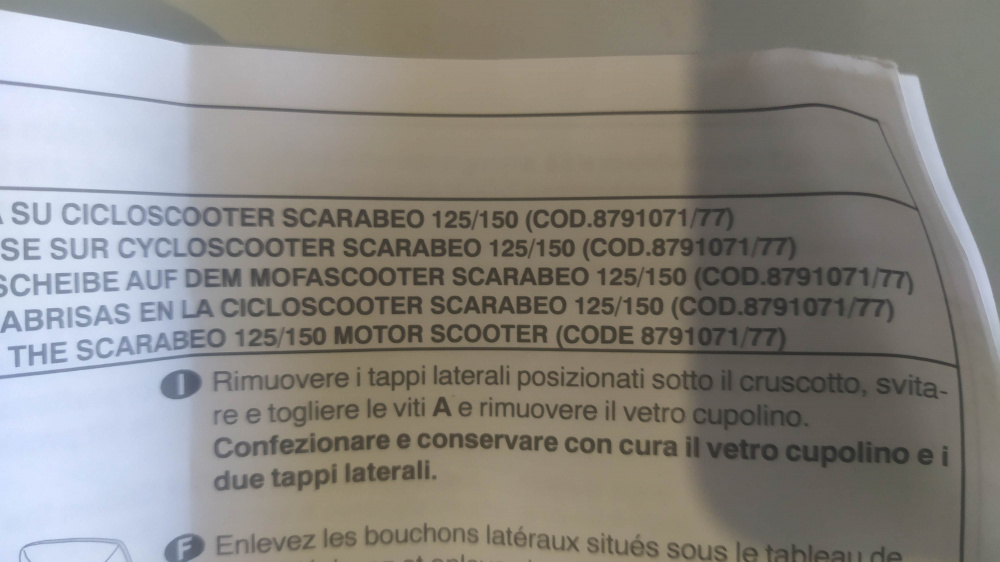 SU CICLOSCOOTER SCARABEO 125/150 (COD.8791071/77)
SE SUR CYCLOSCOOTER SCARABEO 125/150 (COD.8791071/77)
SCHEIBE AUF DEM MOFASCOOTER SCARABEO 125/150 (COD.8791071/77)
ABRISAS EN LA CICLOSCOOTER SCARABEO 125/150 (COD.8791071/77)
THE SCARABEO 125/150 MOTOR SCOOTER (CODE 8791071/77)
I Rimuovere i tappi laterali posizionati sotto il cruscotto, svita-
re e togliere le viti A e rimuovere il vetro cupolino.
Confezionare e conservare con cura il vetro cupolino e i
due tappi laterali.
F Enlevez les bouchons latéraux situés sous le tableau de